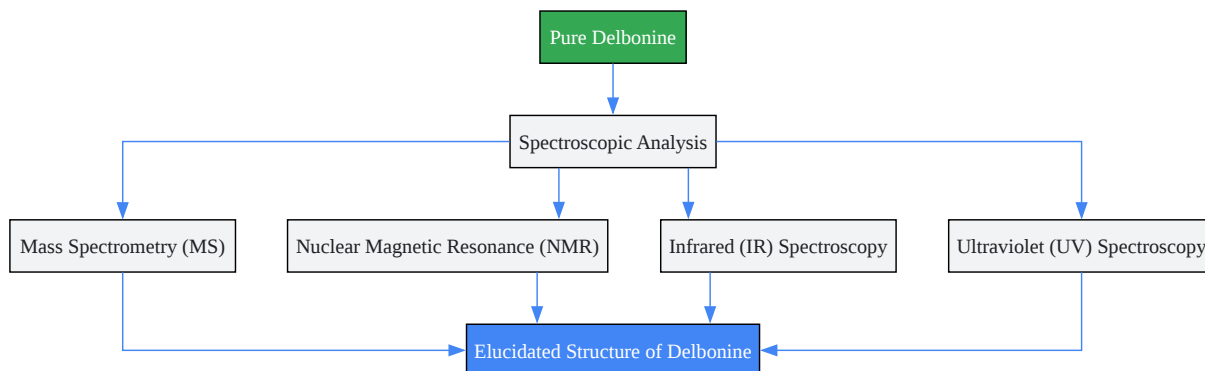 Pure Delbonine
Spectroscopic Analysis
Mass Spectrometry (MS)
Nuclear Magnetic Resonance (NMR)
Infrared (IR) Spectroscopy
Ultraviolet (UV) Spectroscopy
Elucidated Structure of Delbonine